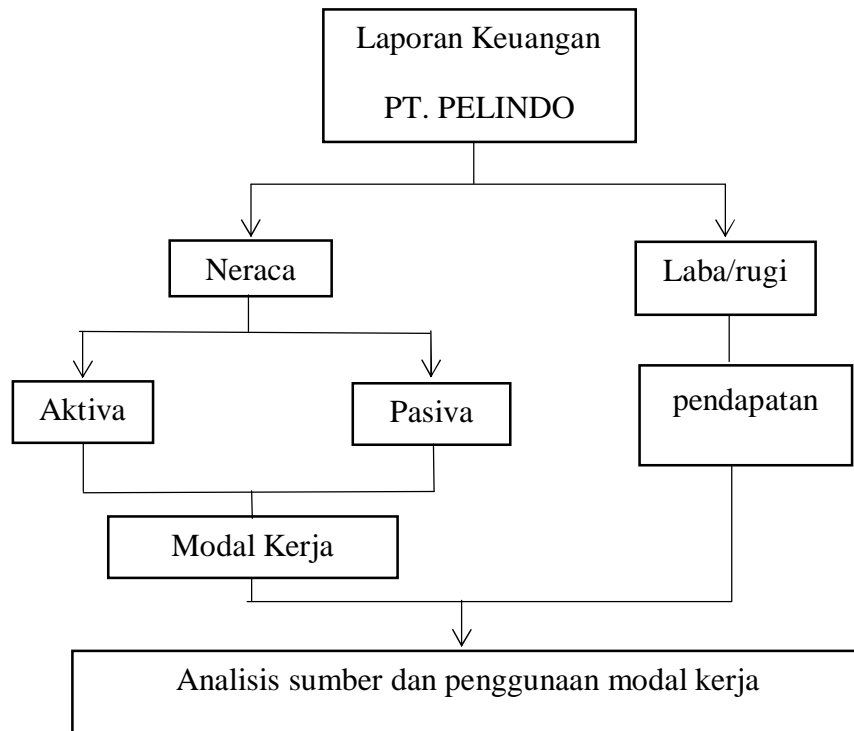 Laporan Keuangan
PT. PELINDO
Neraca
Laba/rugi
Aktiva
Pasiva
pendapatan
Modal Kerja
Analisis sumber dan penggunaan modal kerja